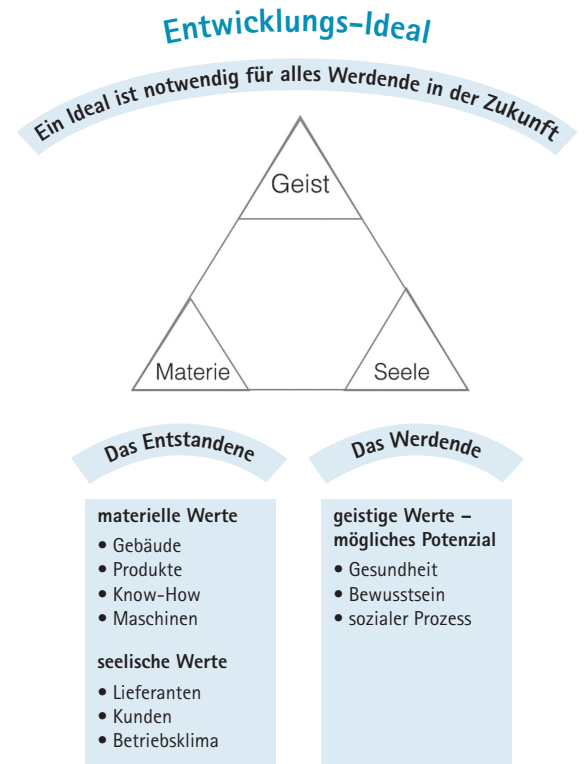 Entwicklungs-Ideal
Ein Ideal ist notwendig für alles Werdende in der Zukunft
Geist
Materie
Seele
Das Entstandene
materielle Werte
• Gebäude
• Produkte
• Know-How
• Maschinen
seelische Werte
• Lieferanten
• Kunden
• Betriebsklima
Das Werdende
geistige Werte –
mögliches Potenzial
• Gesundheit
• Bewusstsein
• sozialer Prozess